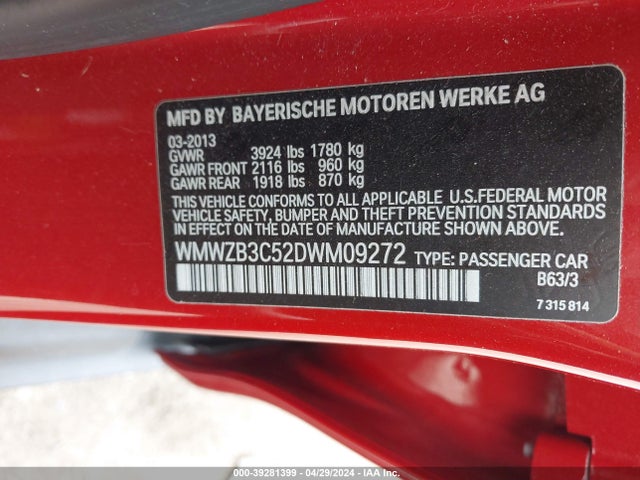 MFD BY BAYERISCHE MOTOREN WERKE AG
03-2013
GVWR 3924 lbs 1780 kg
GAWR FRONT 2116 lbs 960 kg
GAWR REAR 1918 lbs 870 kg
THIS VEHICLE CONFORMS TO ALL APPLICABLE U.S.FEDERAL MOTOR
VEHICLE SAFETY, BUMPER AND THEFT PREVENTION STANDARDS
IN EFFECT ON THE DATE OF MANUFACTURE SHOWN ABOVE.
WMWZB3C52DWM09272 TYPE: PASSENGER CAR
B63/3
7 315 814
COPART: 39281399 | 04/29/2024 | IAA Inc.